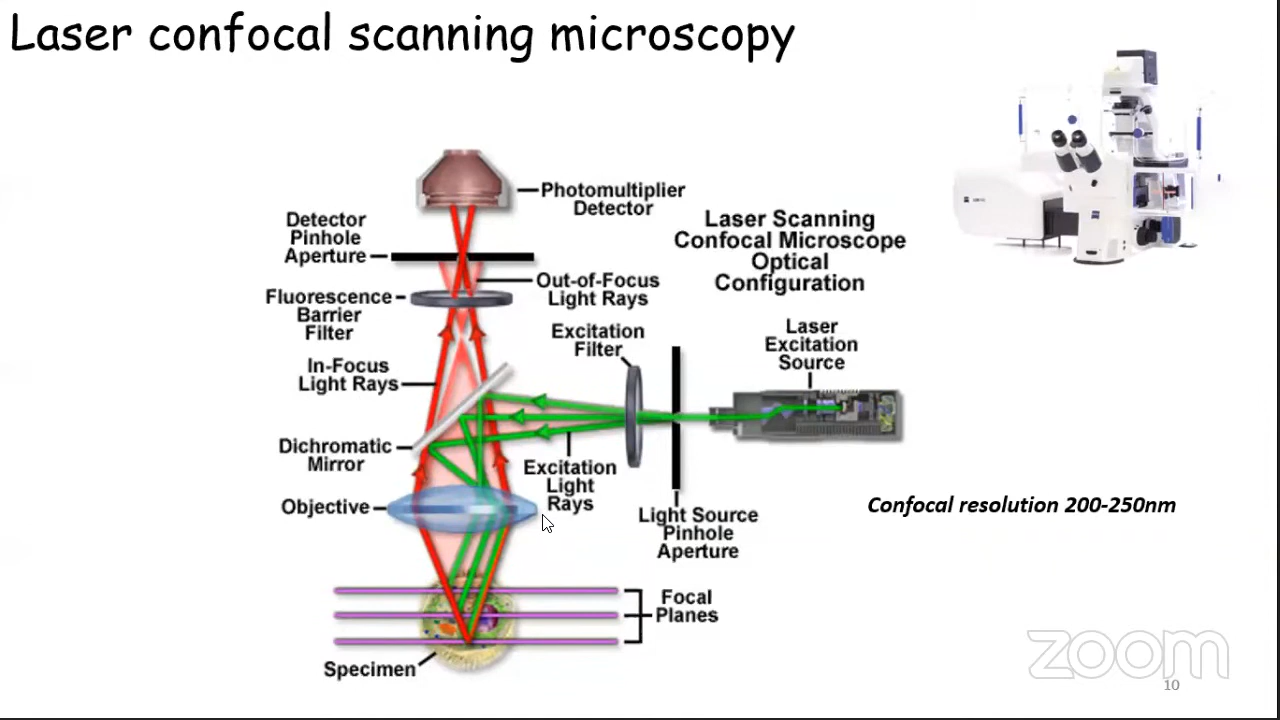 Laser confocal scanning microscopy
Photomultiplier
Detector
Detector
Pinhole
Aperture
Laser Scanning
Confocal Microscope
Optical
Configuration
Out-of-Focus
Light Rays
Fluorescence
Barrier
Filter
Excitation
Filter
Laser
Excitation
Source
In-Focus
Light Rays
Dichromatic
Mirror
Excitation
Light
Rays
Objective
Light Source
Pinhole
Aperture
Confocal resolution 200-250nm
Focal
Planes
Specimen
zoom
10